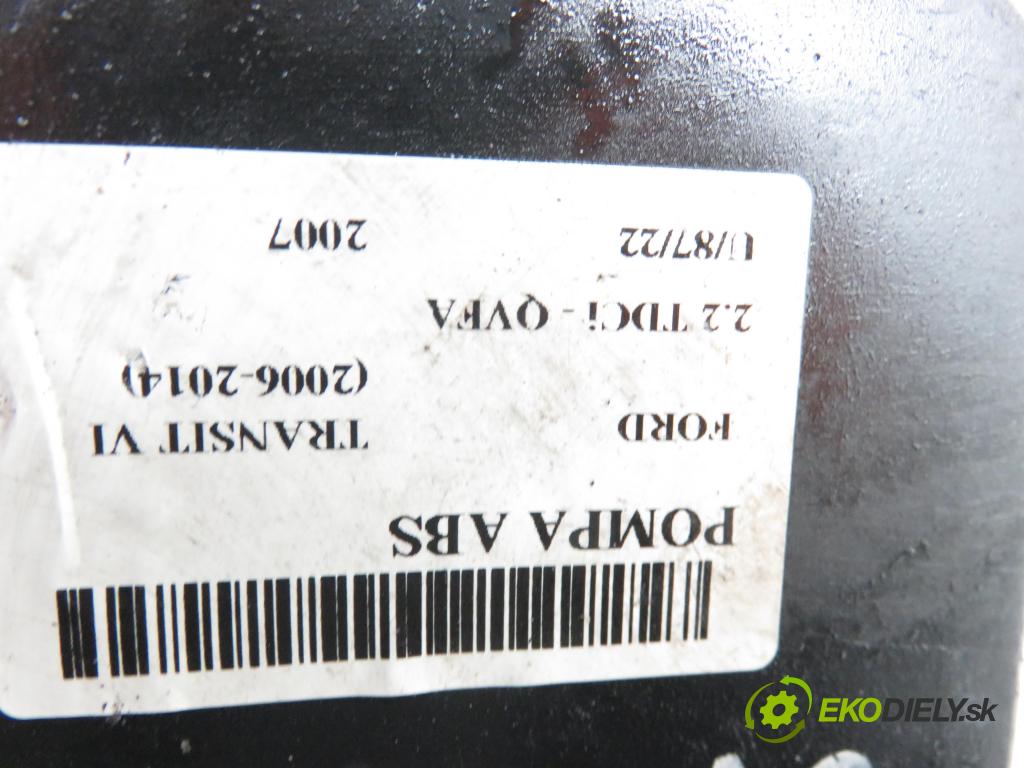 POMPA ABS
FORD TRANSIT VI
(2006-2014)
2.2 TDCi - QVFA
U/87/22 2007
EKODIELY.sk